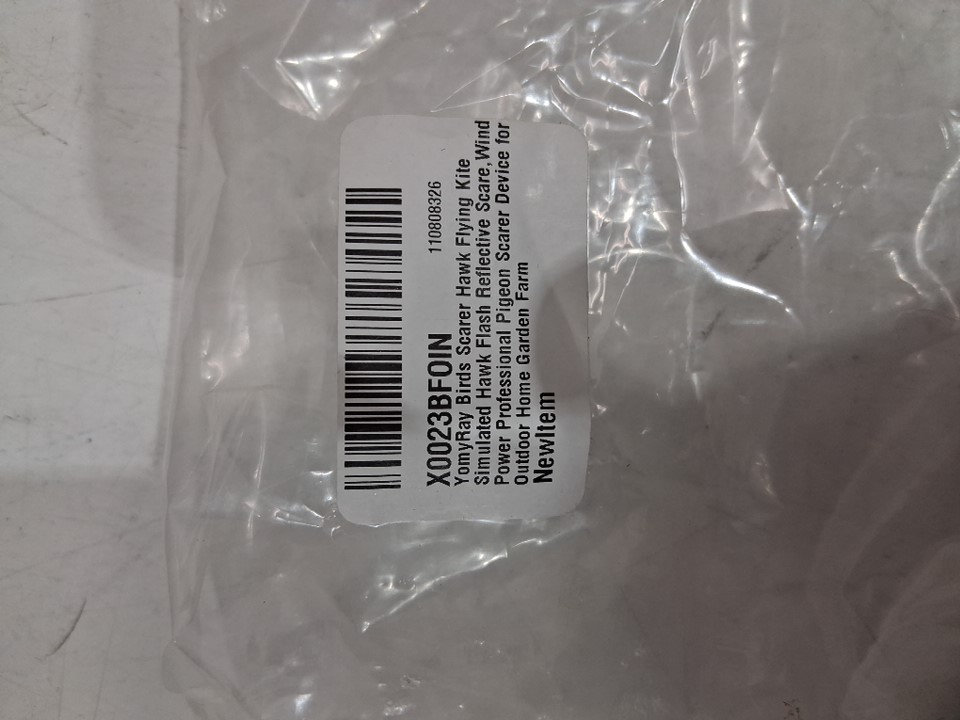 X0023BFOIN
110808326
YomyRay Birds Scarer Hawk Flying Kite
Simulated Hawk Flash Reflective Scare,Wind
Power Professional Pigeon Scarer Device for
Outdoor Home Garden Farm
NewItem